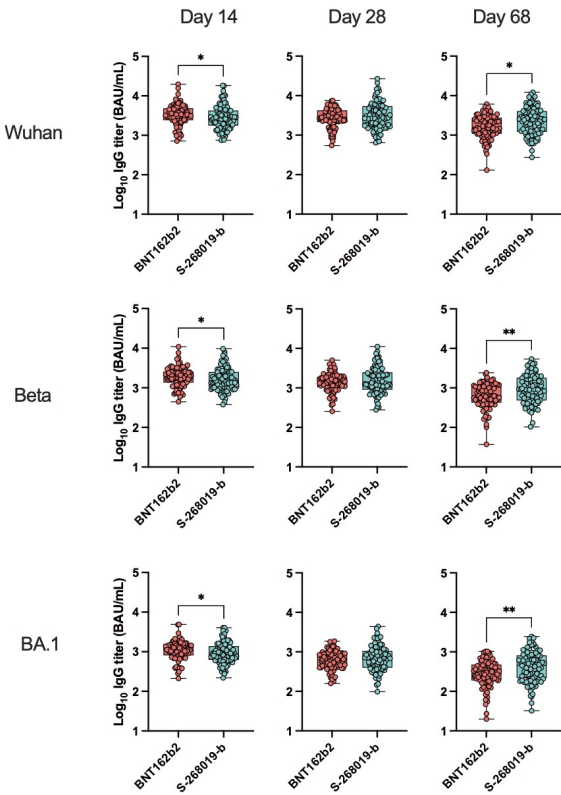 Day 14 Day 28 Day 68
Wuhan
Log10 IgG titer (BAU/mL)
5 4 3 2 1 * BNT162b2 S-268019-b
5 4 3 2 1 BNT162b2 S-268019-b
5 4 3 2 1 * BNT162b2 S-268019-b
Beta
Log10 IgG titer (BAU/mL)
5 4 3 2 1 * BNT162b2 S-268019-b
5 4 3 2 1 BNT162b2 S-268019-b
5 4 3 2 1 ** BNT162b2 S-268019-b
BA.1
Log10 IgG titer (BAU/mL)
5 4 3 2 1 * BNT162b2 S-268019-b
5 4 3 2 1 BNT162b2 S-268019-b
5 4 3 2 1 ** BNT162b2 S-268019-b